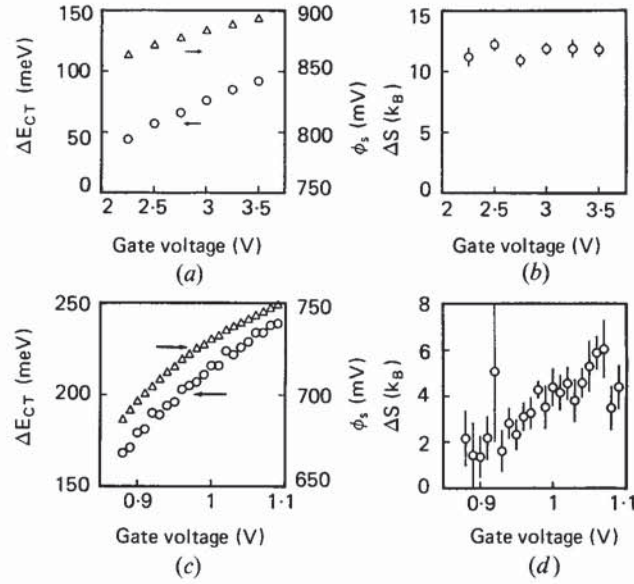 150
100
50
0
ΔE_CT (meV)
900
850
800
750
φ_s (mV)
2
2·5
3
3·5
Gate voltage (V)
(a)
15
10
5
0
ΔS (k_B)
2
2·5
3
3·5
Gate voltage (V)
(b)
250
200
150
ΔE_CT (meV)
750
700
650
φ_s (mV)
0·9
1
1·1
Gate voltage (V)
(c)
8
6
4
2
0
ΔS (k_B)
0·9
1
1·1
Gate voltage (V)
(d)